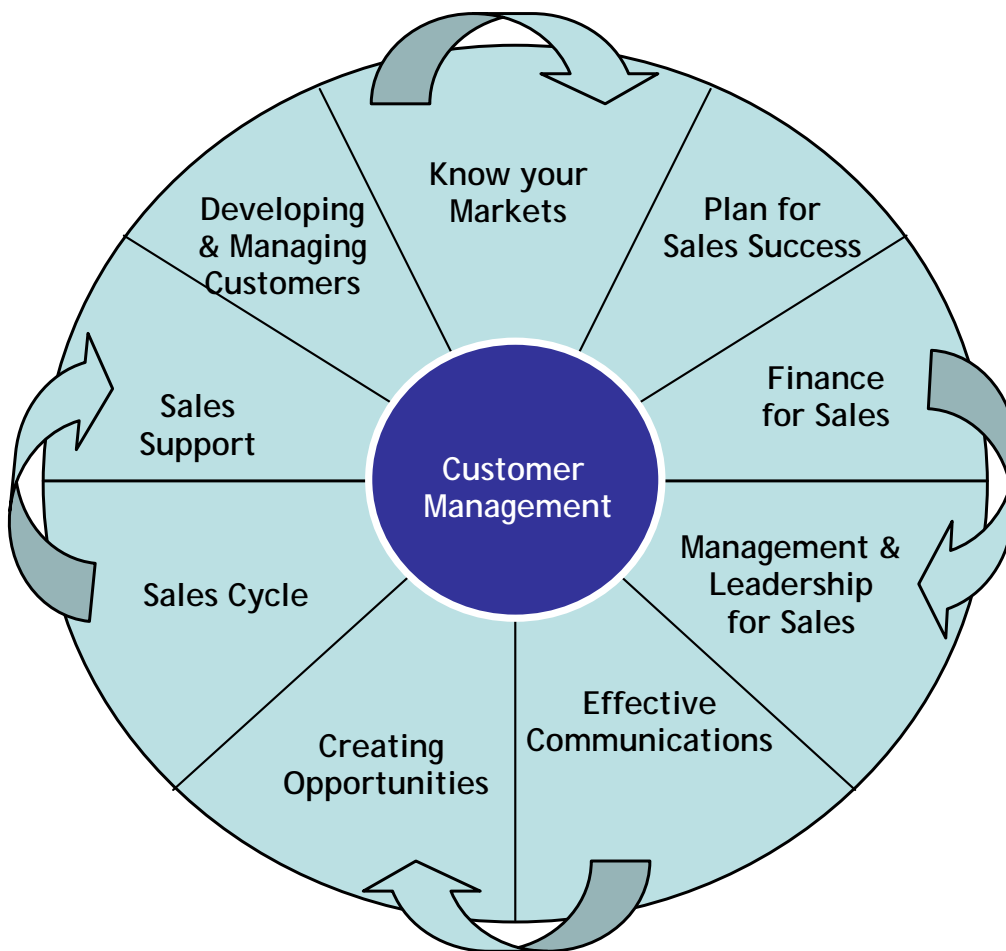 Know your
Markets
Plan for
Sales Success
Finance
for Sales
Management &
Leadership
for Sales
Effective
Communications
Creating
Opportunities
Sales Cycle
Sales
Support
Developing
& Managing
Customers
Customer
Management